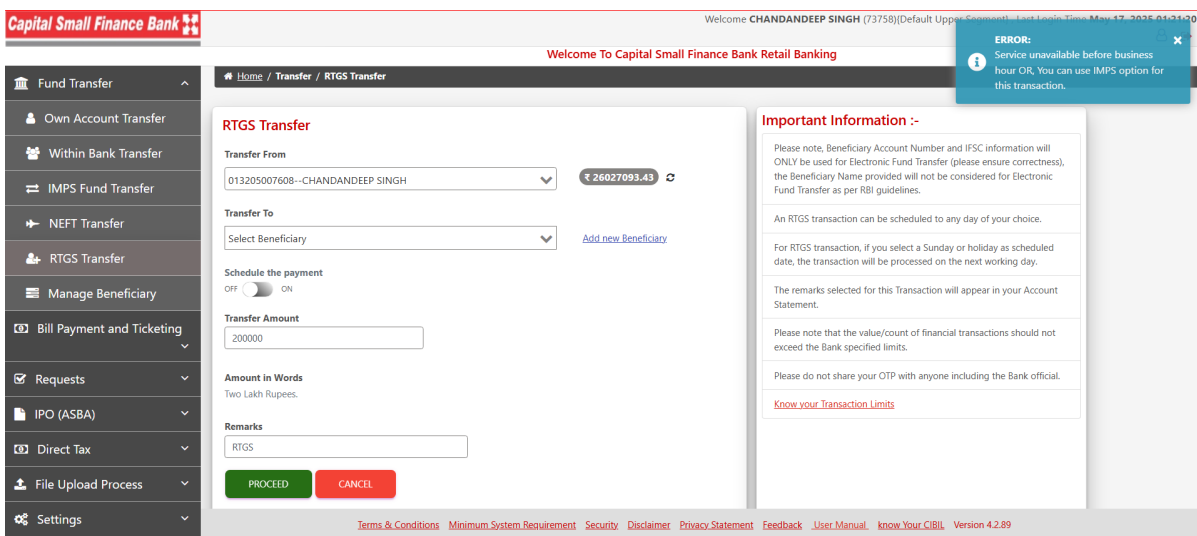 Capital Small Finance Bank
Welcome CHANDANDEEP SINGH (73758)(Default Upper Segment) Last Login Time May 17, 2025 01:21:20
Welcome To Capital Small Finance Bank Retail Banking
ERROR:
Service unavailable before business
hour OR, You can use IMPS option for
this transaction.
Fund Transfer
Own Account Transfer
Within Bank Transfer
IMPS Fund Transfer
NEFT Transfer
RTGS Transfer
Manage Beneficiary
Bill Payment and Ticketing
Requests
IPO (ASBA)
Direct Tax
File Upload Process
Settings
Home / Transfer / RTGS Transfer
RTGS Transfer
Transfer From
013205007608--CHANDANDEEP SINGH
₹ 26027093.43
Transfer To
Select Beneficiary
Add new Beneficiary
Schedule the payment
OFF ON
Transfer Amount
200000
Amount in Words
Two Lakh Rupees.
Remarks
RTGS
PROCEED CANCEL
Important Information :-
Please note, Beneficiary Account Number and IFSC information will
ONLY be used for Electronic Fund Transfer (please ensure correctness),
the Beneficiary Name provided will not be considered for Electronic
Fund Transfer as per RBI guidelines.
An RTGS transaction can be scheduled to any day of your choice.
For RTGS transaction, if you select a Sunday or holiday as scheduled
date, the transaction will be processed on the next working day.
The remarks selected for this Transaction will appear in your Account
Statement.
Please note that the value/count of financial transactions should not
exceed the Bank specified limits.
Please do not share your OTP with anyone including the Bank official.
Know your Transaction Limits
Terms & Conditions Minimum System Requirement Security Disclaimer Privacy Statement Feedback User Manual know Your CIBIL Version 4.2.89